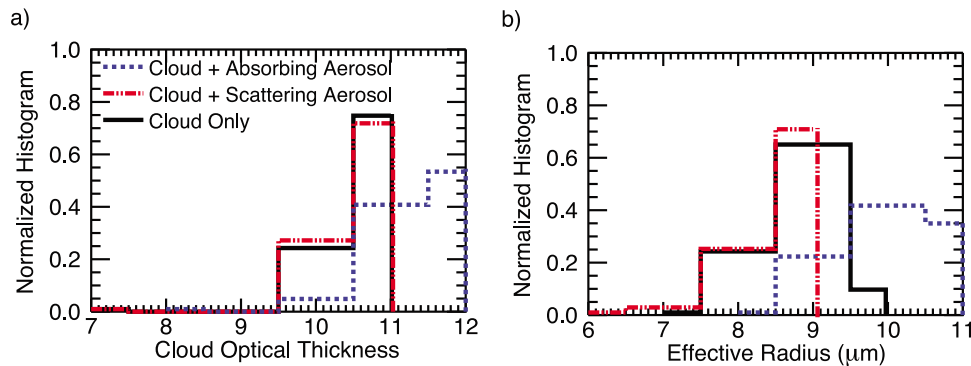 a)
1.0
0.8
0.6
0.4
0.2
0.0
Normalized Histogram
Cloud + Absorbing Aerosol
Cloud + Scattering Aerosol
Cloud Only
7 8 9 10 11 12
Cloud Optical Thickness
b)
1.0
0.8
0.6
0.4
0.2
0.0
Normalized Histogram
6 7 8 9 10 11
Effective Radius (μm)